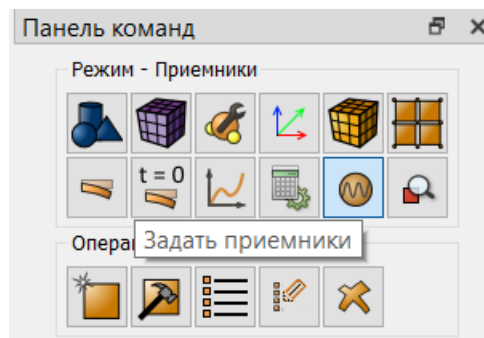 Панель команд
Режим - Приемники
t = 0
Опера
Задать приемники